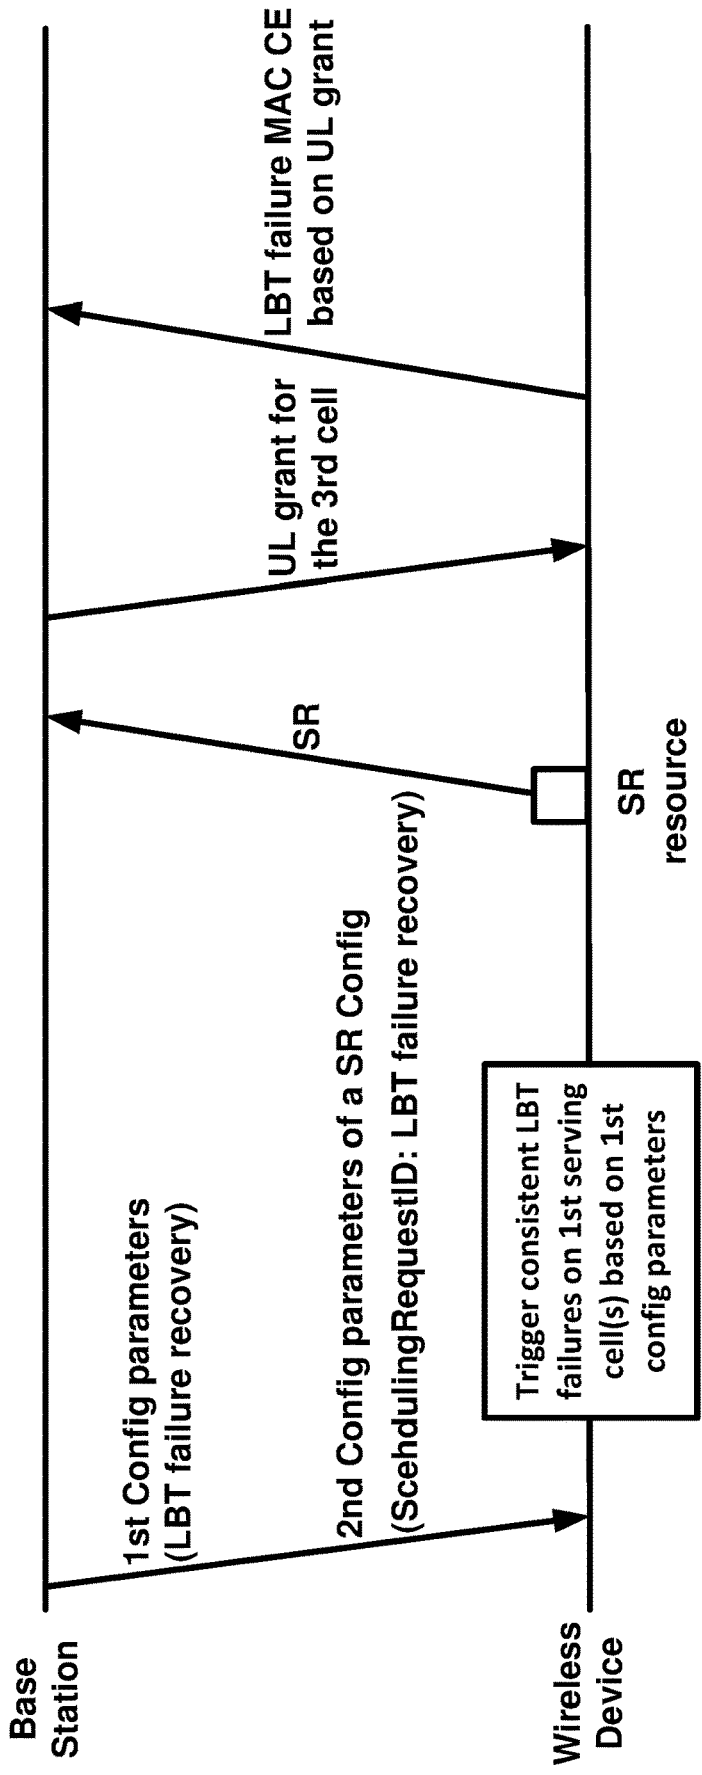 Base
Station
Wireless
Device
1st Config parameters
(LBT failure recovery)
2nd Config parameters of a SR Config
(ScehdulingRequestID: LBT failure recovery)
Trigger consistent LBT
failures on 1st serving
cell(s) based on 1st
config parameters
SR
resource
SR
UL grant for
the 3rd cell
LBT failure MAC CE
based on UL grant